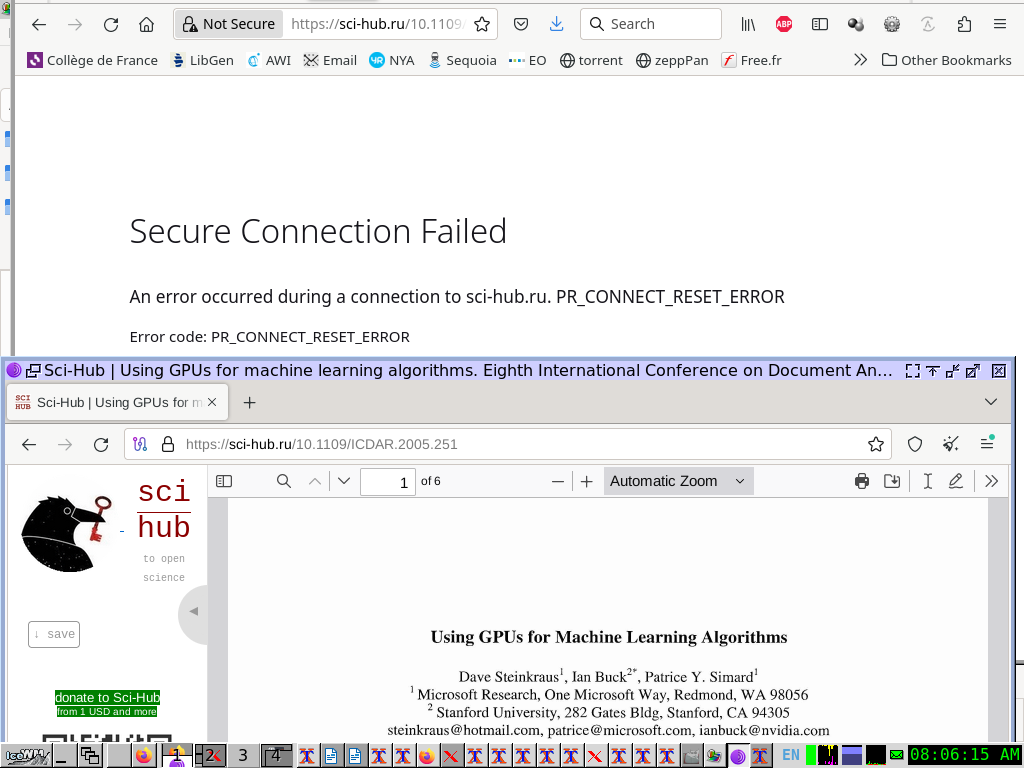 Not Secure https://sci-hub.ru/10.1109 Search ABP
Collège de France LibGen AWI Email NYA Sequoia EO torrent zeppPan Free.fr Other Bookmarks
Secure Connection Failed
An error occurred during a connection to sci-hub.ru. PR_CONNECT_RESET_ERROR
Error code: PR_CONNECT_RESET_ERROR
Sci-Hub | Using GPUs for machine learning algorithms. Eighth International Conference on Document An...
SCI HUB Sci-Hub | Using GPUs for m
https://sci-hub.ru/10.1109/ICDAR.2005.251
1 of 6 Automatic Zoom
sci
hub
to open
science
↓ save
donate to Sci-Hub
from 1 USD and more
Using GPUs for Machine Learning Algorithms
Dave Steinkraus1, Ian Buck2*, Patrice Y. Simard1
1 Microsoft Research, One Microsoft Way, Redmond, WA 98056
2 Stanford University, 282 Gates Bldg, Stanford, CA 94305
steinkraus@hotmail.com, patrice@microsoft.com, ianbuck@nvidia.com
IceWM 1 2 3 4 EN 08:06:15 AM